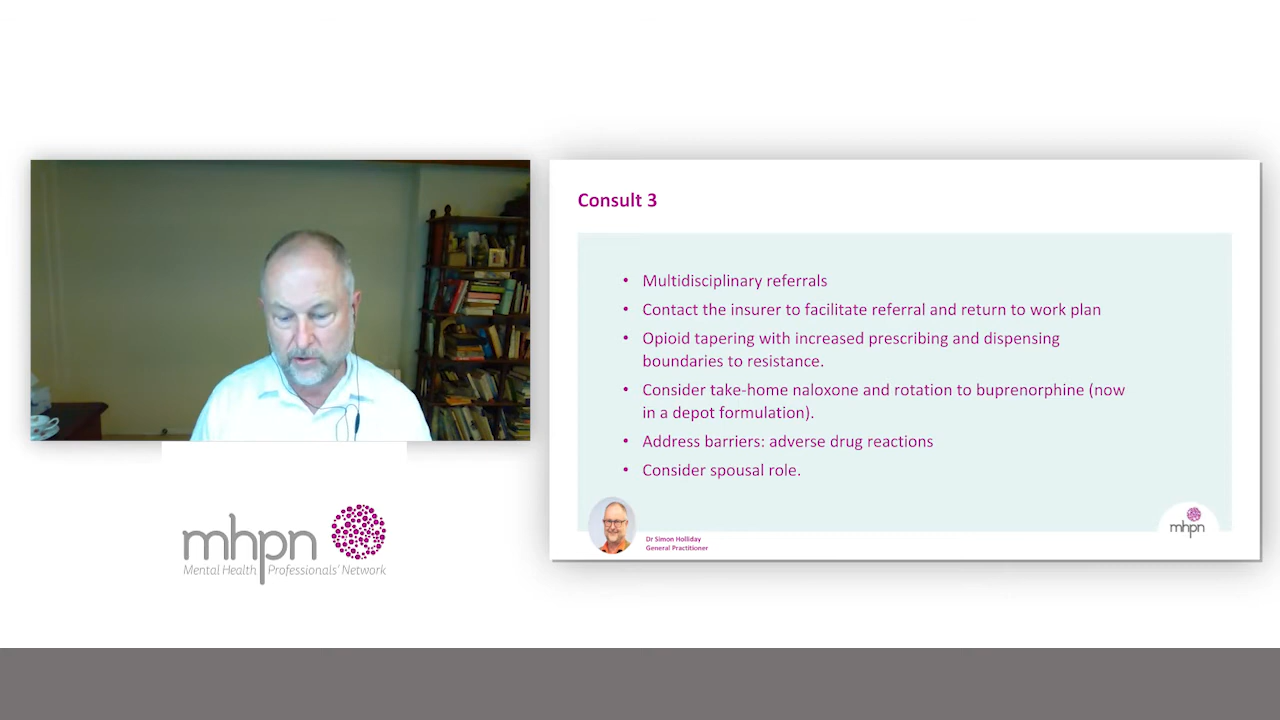 Consult 3
• Multidisciplinary referrals
• Contact the insurer to facilitate referral and return to work plan
• Opioid tapering with increased prescribing and dispensing
boundaries to resistance.
• Consider take-home naloxone and rotation to buprenorphine (now
in a depot formulation).
• Address barriers: adverse drug reactions
• Consider spousal role.
Dr Simon Holliday
General Practitioner
mhpn
mhpn
Mental Health Professionals' Network